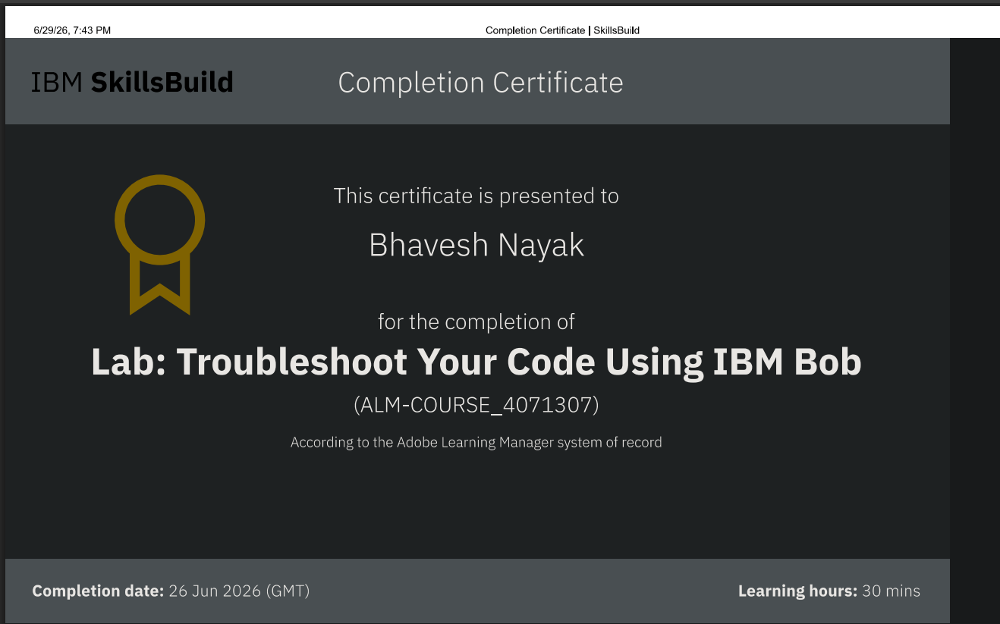 6/29/26, 7:43 PM
Completion Certificate | SkillsBuild
IBM SkillsBuild
Completion Certificate
This certificate is presented to
Bhavesh Nayak
for the completion of
Lab: Troubleshoot Your Code Using IBM Bob
(ALM-COURSE_4071307)
According to the Adobe Learning Manager system of record
Completion date: 26 Jun 2026 (GMT)
Learning hours: 30 mins